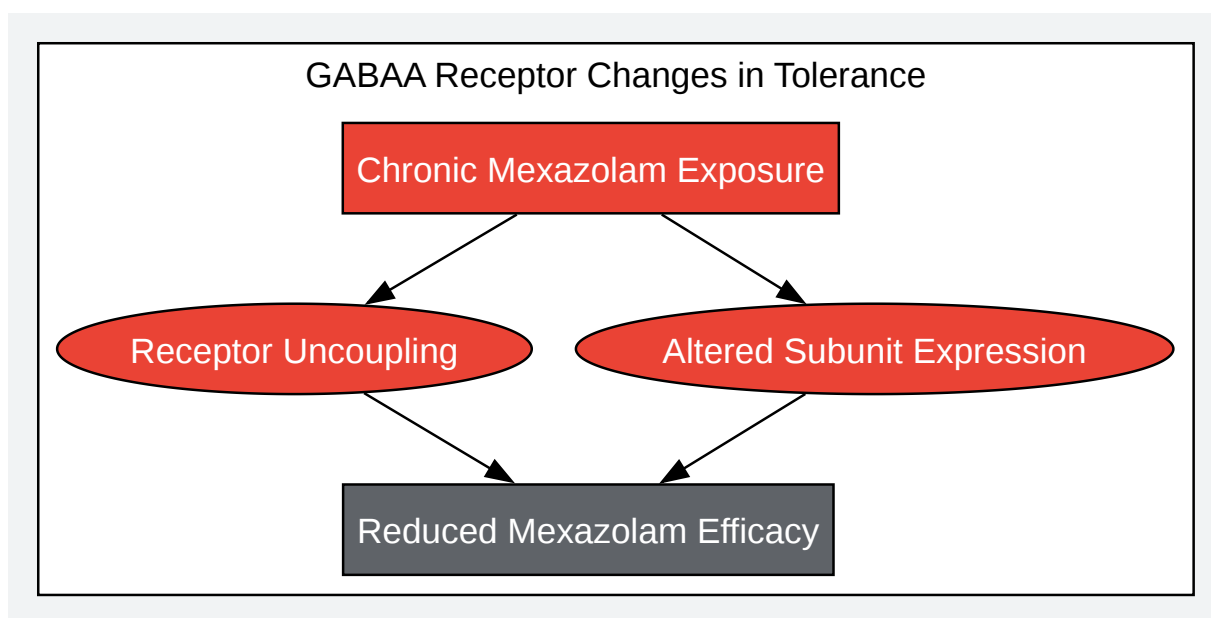 GABAA Receptor Changes in Tolerance
Chronic Mexazolam Exposure
Receptor Uncoupling
Altered Subunit Expression
Reduced Mexazolam Efficacy